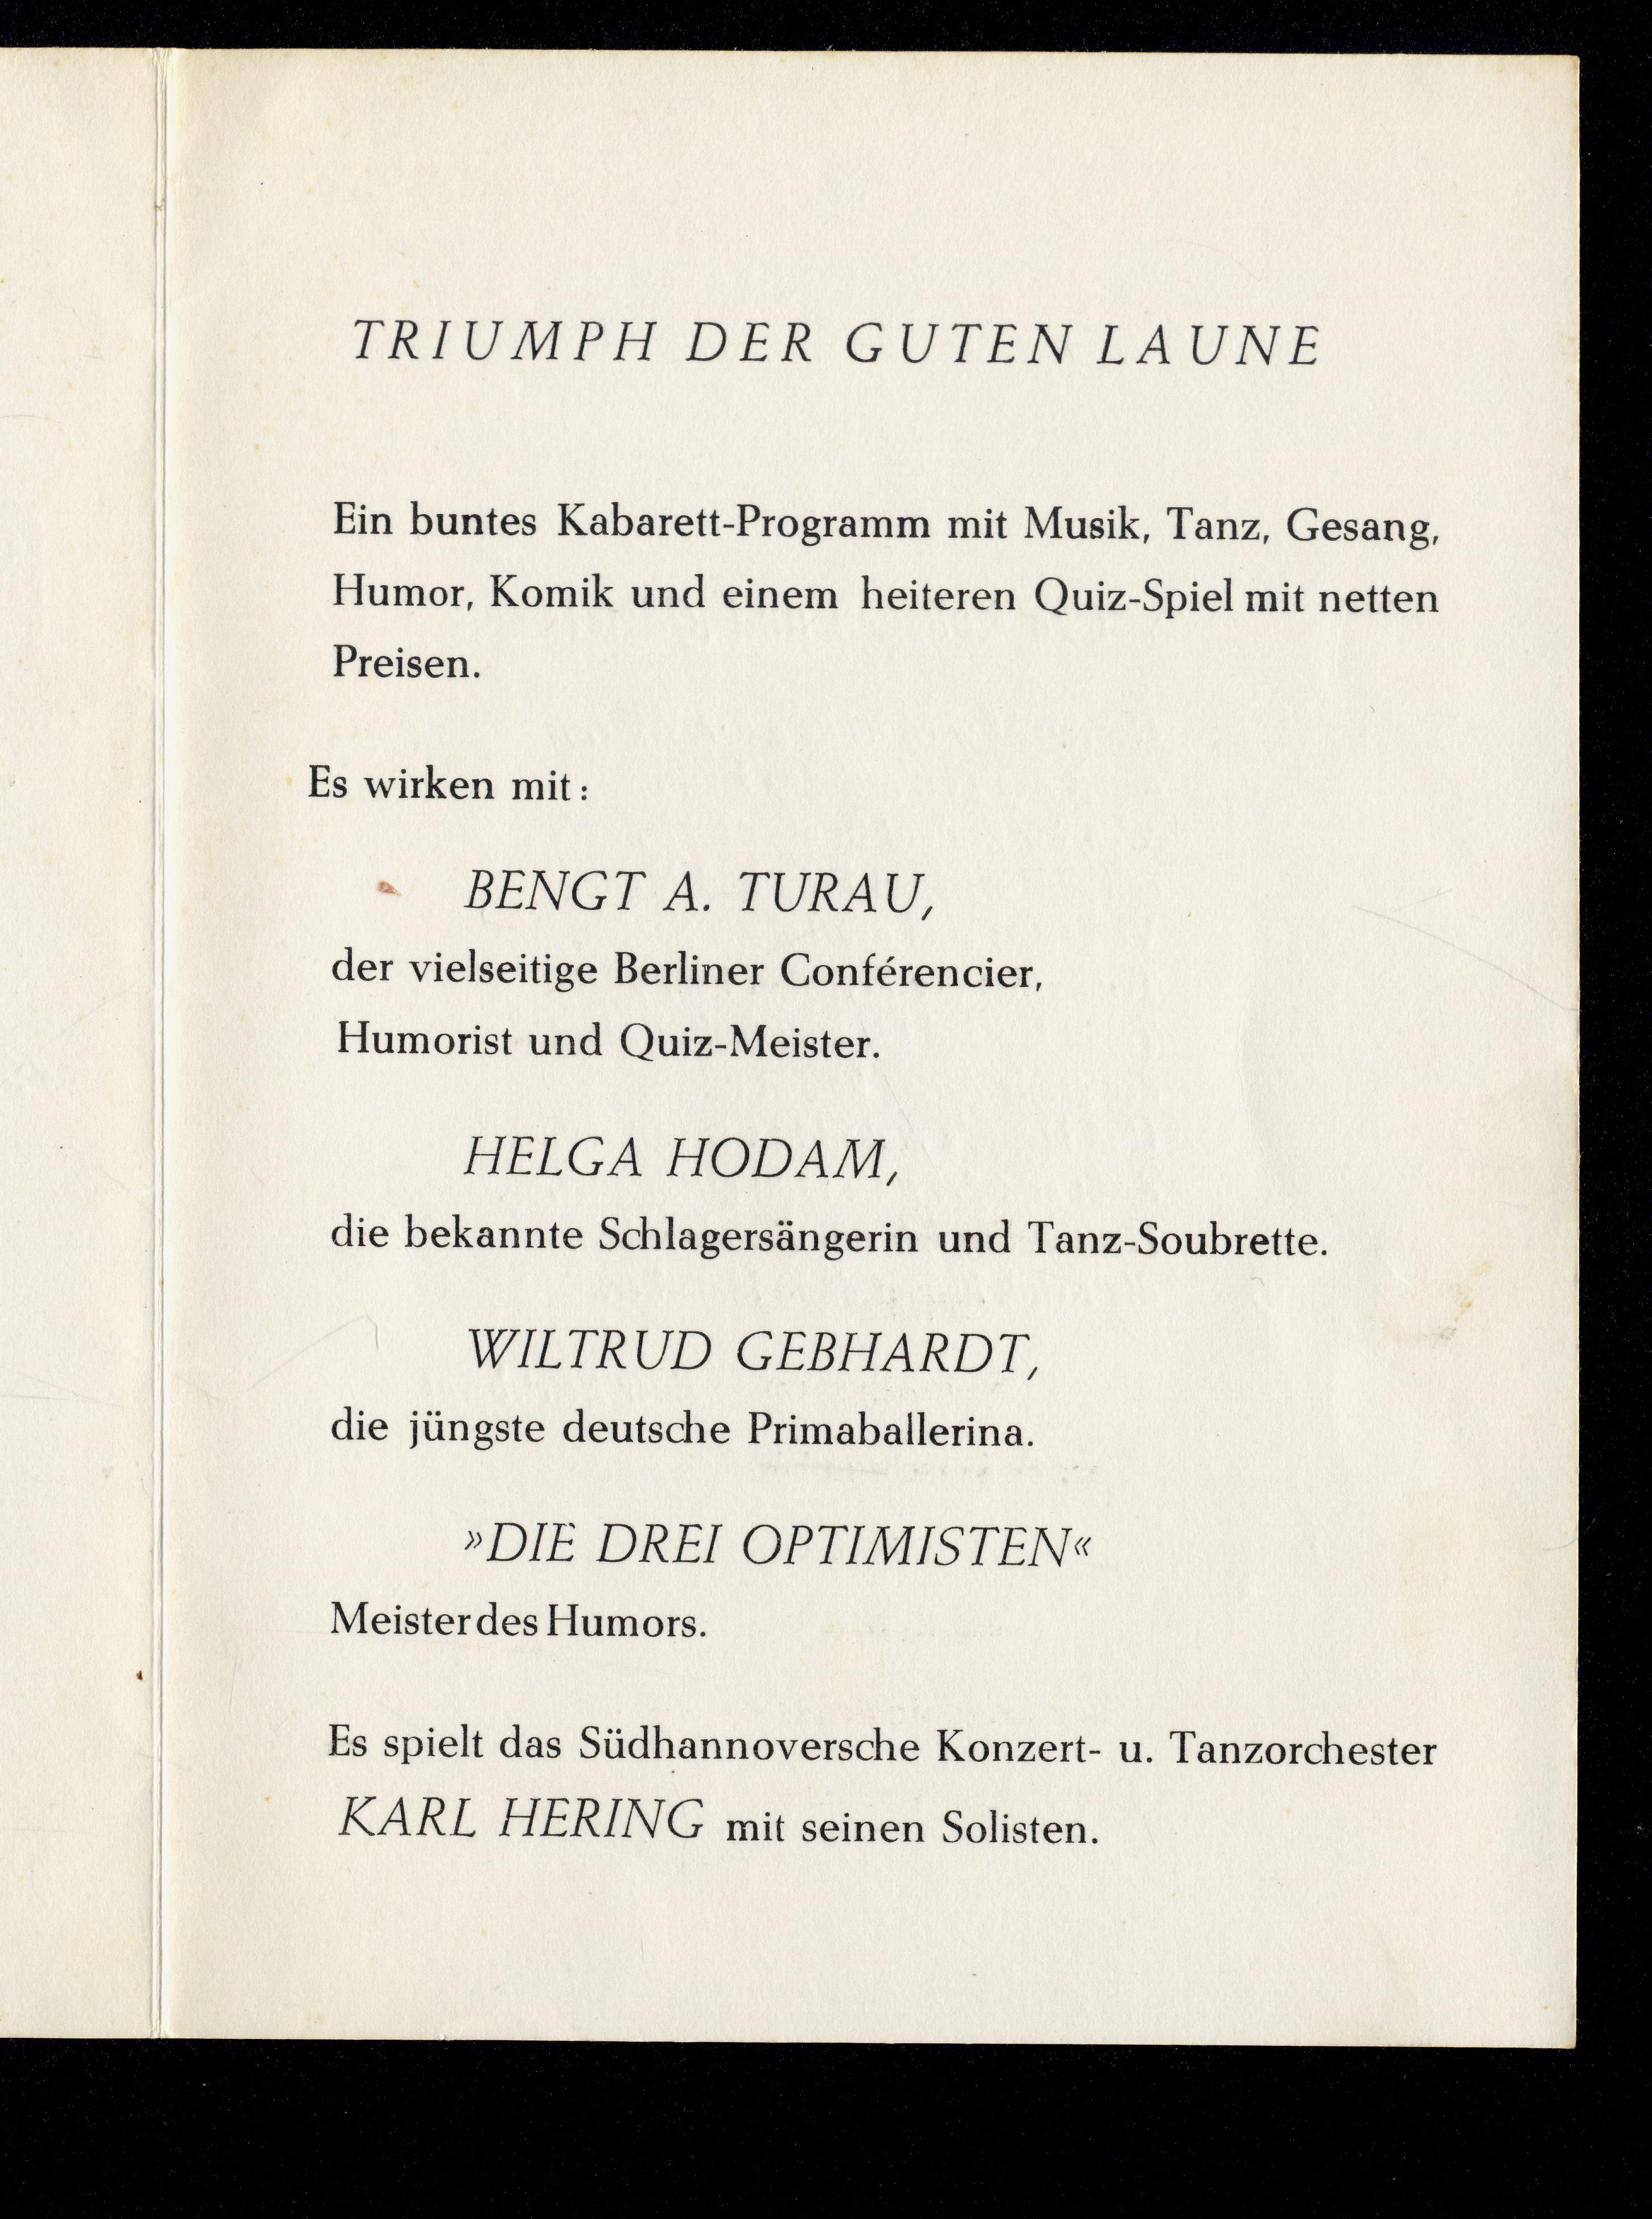 TRIUMPH DER GUTEN LAUNE
Ein buntes Kabarett-Programm mit Musik, Tanz, Gesang,
Humor, Komik und einem heiteren Quiz-Spiel mit netten
Preisen.
Es wirken mit:
BENGT A. TURAU,
der vielseitige Berliner Conférencier,
Humorist und Quiz-Meister.
HELGA HODAM,
die bekannte Schlagersängerin und Tanz-Soubrette.
WILTRUD GEBHARDT,
die jüngste deutsche Primaballerina.
»DIE DREI OPTIMISTEN«
Meister des Humors.
Es spielt das Südhannoversche Konzert- u. Tanzorchester
KARL HERING mit seinen Solisten.